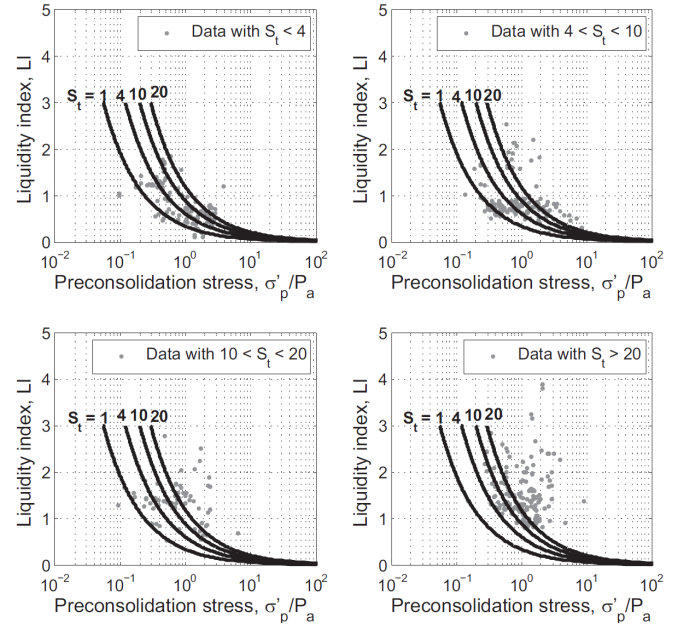 5
Data with S_t < 4
4
3
2
1
0
Liquidity index, LI
S_t = 1 4 10 20
10^−2 10^−1 10^0 10^1 10^2
Preconsolidation stress, σ'_p/P_a
5
Data with 4 < S_t < 10
4
3
2
1
0
Liquidity index, LI
S_t = 1 4 10 20
10^−2 10^−1 10^0 10^1 10^2
Preconsolidation stress, σ'_p/P_a
5
Data with 10 < S_t < 20
4
3
2
1
0
Liquidity index, LI
S_t = 1 4 10 20
10^−2 10^−1 10^0 10^1 10^2
Preconsolidation stress, σ'_p/P_a
5
Data with S_t > 20
4
3
2
1
0
Liquidity index, LI
S_t = 1 4 10 20
10^−2 10^−1 10^0 10^1 10^2
Preconsolidation stress, σ'_p/P_a